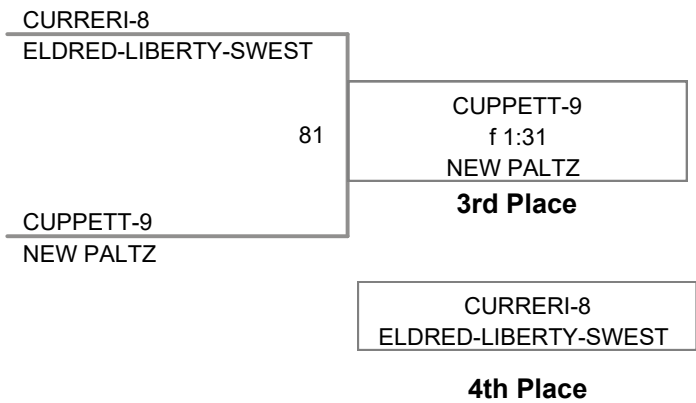 CURRERI-8
ELDRED-LIBERTY-SWEST
81
CUPPETT-9
f 1:31
NEW PALTZ
3rd Place
CUPPETT-9
NEW PALTZ
CURRERI-8
ELDRED-LIBERTY-SWEST
4th Place